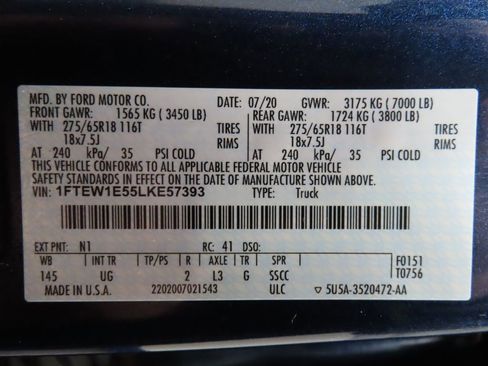 MFD. BY FORD MOTOR CO. DATE: 07/20 GVWR: 3175 KG ( 7000 LB)
FRONT GAWR: 1565 KG ( 3450 LB) REAR GAWR: 1724 KG ( 3800 LB)
WITH 275/65R18 116T TIRES WITH 275/65R18 116T TIRES
18x7.5J RIMS 18x7.5J RIMS
AT 240 kPa/ 35 PSI COLD AT 240 kPa/ 35 PSI COLD
THIS VEHICLE CONFORMS TO ALL APPLICABLE FEDERAL MOTOR VEHICLE
SAFETY STANDARDS IN EFFECT ON THE DATE OF MANUFACTURE SHOWN ABOVE.
VIN: 1FTEW1E55LKE57393 TYPE: Truck
EXT PNT: N1 RC: 41 DSO:
WB INT TR TP/PS R AXLE TR SPR F0151
145 UG 2 L3 G SSCC T0756
MADE IN U.S.A. 2202007021543 ULC ▽ 5U5A-3520472-AA